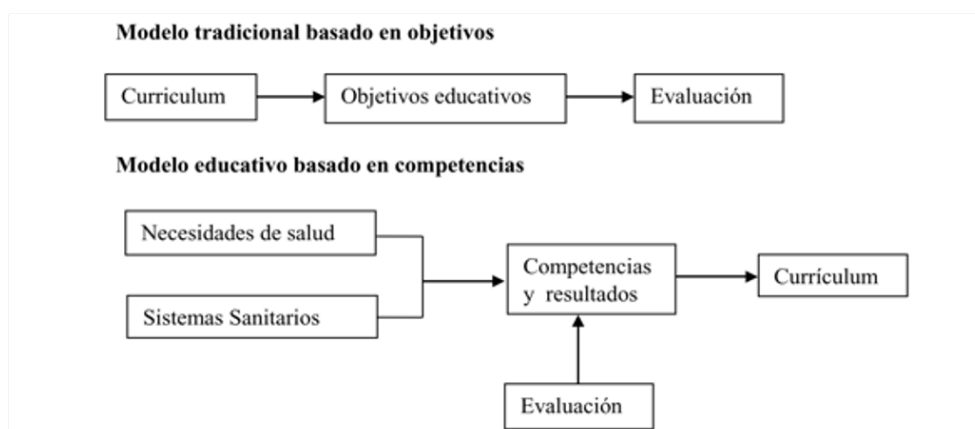 Modelo tradicional basado en objetivos
Curriculum
Objetivos educativos
Evaluación
Modelo educativo basado en competencias
Necesidades de salud
Sistemas Sanitarios
Competencias
y resultados
Currículum
Evaluación